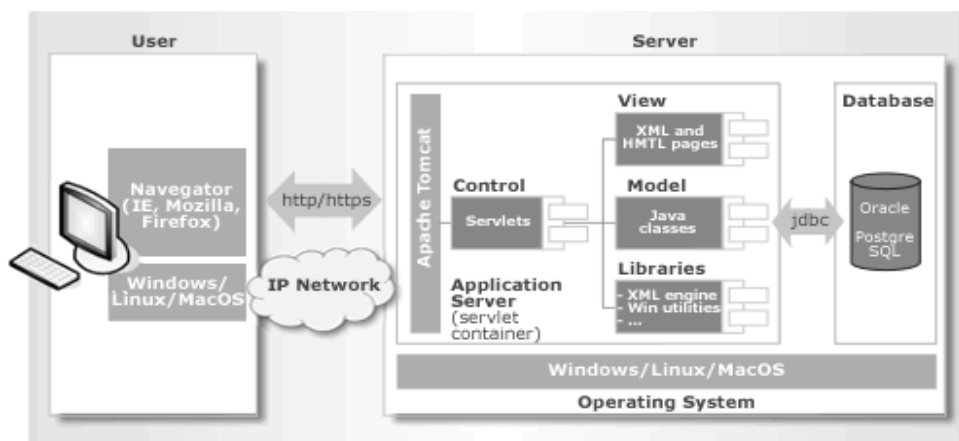 User
Navegator
(IE, Mozilla,
Firefox)
Windows/
Linux/MacOS
http/https
IP Network
Server
Apache Tomcat
Control
Servlets
Application
Server
(servlet
container)
View
XML and
HMTL pages
Model
Java
classes
Libraries
- XML engine
- Win utilities
- ...
jdbc
Database
Oracle
Postgre
SQL
Windows/Linux/MacOS
Operating System